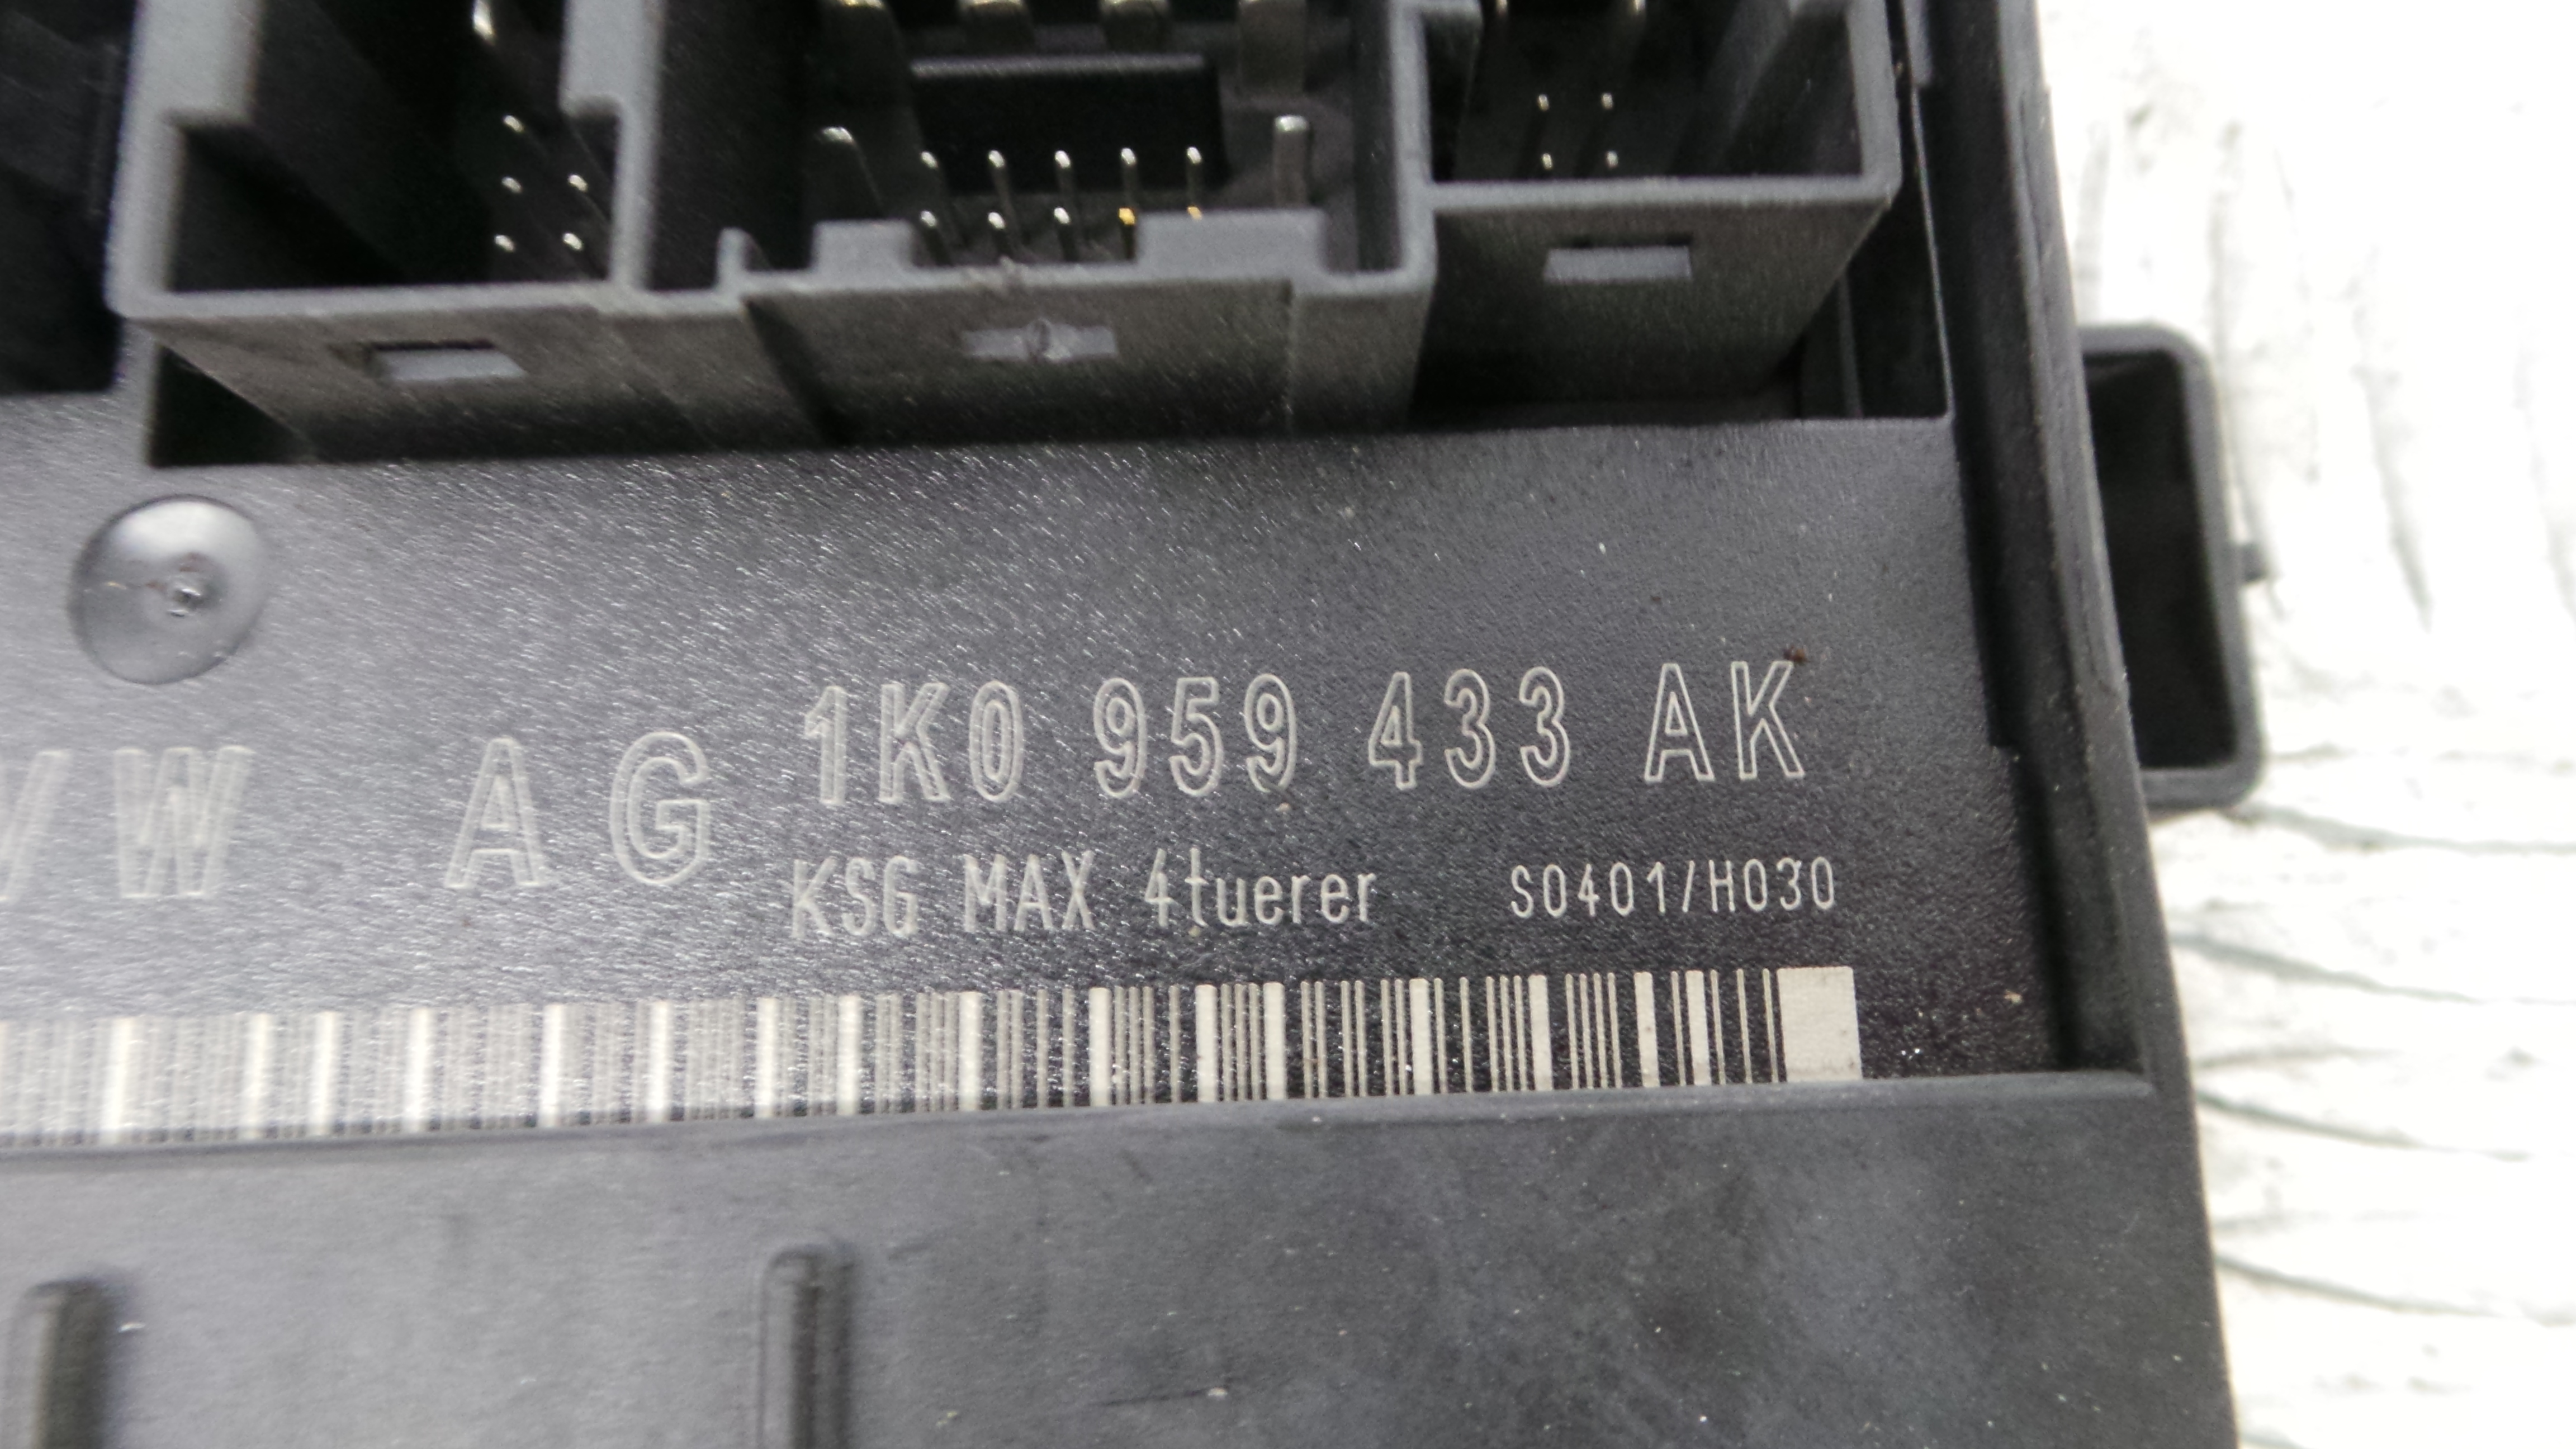 VW AG 1K0 959 433 AK
KSG MAX 4tuerer S0401/H030